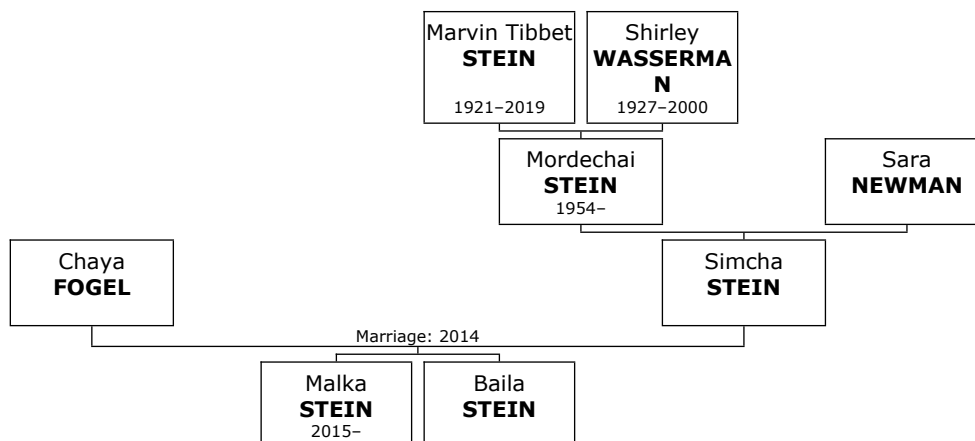 Marvin Tibbet
STEIN
1921–2019
Shirley
WASSERMA
N
1927–2000
Mordechai
STEIN
1954–
Sara
NEWMAN
Chaya
FOGEL
Simcha
STEIN
Marriage: 2014
Malka
STEIN
2015–
Baila
STEIN